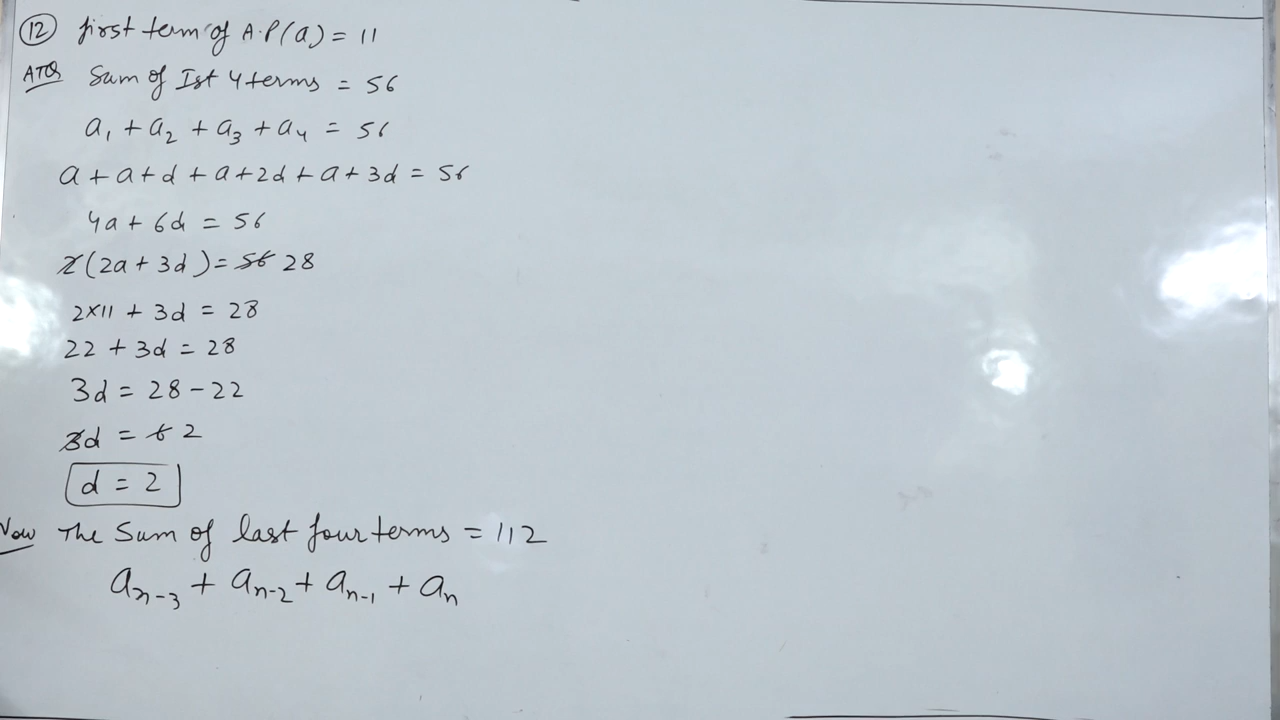 12 first term of A.P(a) = 11
ATQ Sum of Ist 4 terms = 56
a₁ + a₂ + a₃ + a₄ = 56
a + a + d + a + 2d + a + 3d = 56
4a + 6d = 56
2(2a + 3d) = 56 28
2×11 + 3d = 28
22 + 3d = 28
3d = 28 - 22
3d = 6 2
d = 2
Now The Sum of last four terms = 112
aₙ₋₃ + aₙ₋₂ + aₙ₋₁ + aₙ